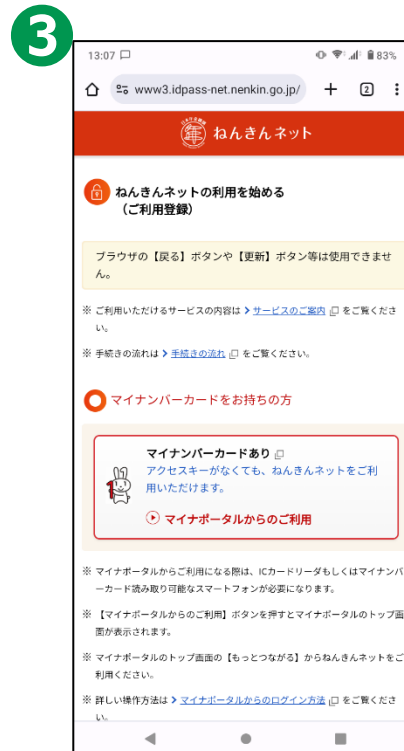 3
13:07
83%
www3.idpass-net.nenkin.go.jp/
2
ねんきんネット
ねんきんネットの利用を始める
（ご利用登録）
ブラウザの【戻る】ボタンや【更新】ボタン等は使用できませ
ん。
※ ご利用いただけるサービスの内容は サービスのご案内 をご覧くださ
い。
※ 手続きの流れは 手続きの流れ をご覧ください。
マイナンバーカードをお持ちの方
マイナンバーカードあり
アクセスキーがなくても、ねんきんネットをご利
用いただけます。
マイナポータルからのご利用
※ マイナポータルからご利用になる際は、ICカードリーダもしくはマイナンバ
ーカード読み取り可能なスマートフォンが必要になります。
※ 【マイナポータルからのご利用】ボタンを押すとマイナポータルのトップ画
面が表示されます。
※ マイナポータルのトップ画面の【もっとつながる】からねんきんネットをご
利用ください。
※ 詳しい操作方法は マイナポータルからのログイン方法 をご覧くださ
い。